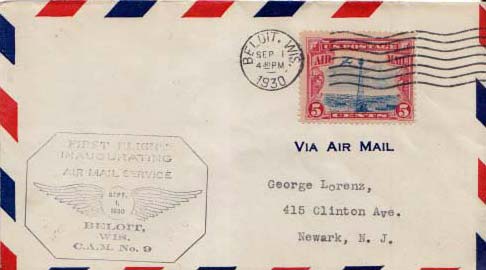 BELOIT, WIS.
SEP 1
4 PM
1930
U.S. POSTAGE
AIR MAIL
5 5
CENTS
VIA AIR MAIL
FIRST FLIGHT
INAUGURATING
AIR MAIL SERVICE
SEPT.
1,
1930
BELOIT,
WIS.
C.A.M. No. 9
George Lorenz,
415 Clinton Ave.
Newark, N. J.